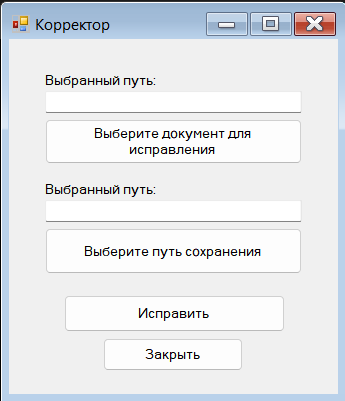 Корректор
Выбранный путь:
Выберите документ для
исправления
Выбранный путь:
Выберите путь сохранения
Исправить
Закрыть